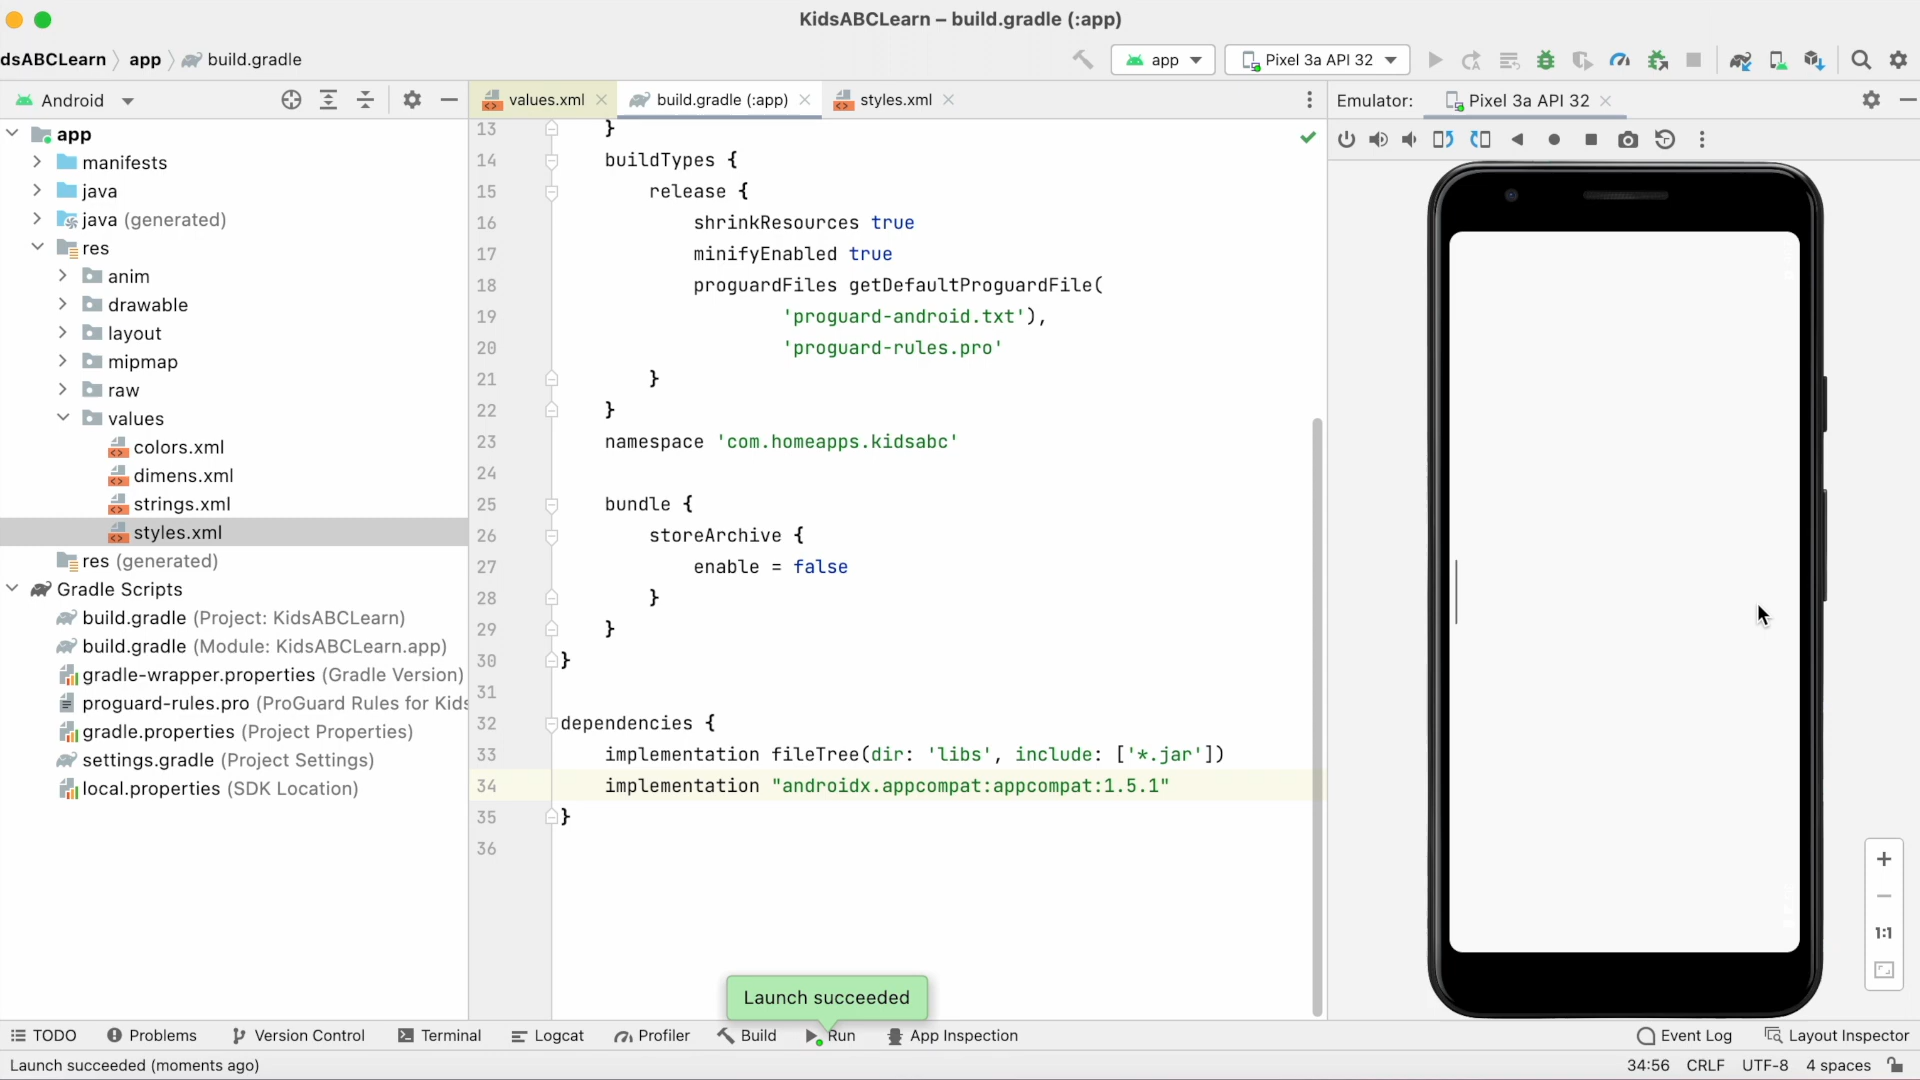 KidsABCLearn – build.gradle (:app)
dsABCLearn app build.gradle
app
Pixel 3a API 32
Android
values.xml
build.gradle (:app)
styles.xml
Emulator:
Pixel 3a API 32
app
manifests
java
java (generated)
res
anim
drawable
layout
mipmap
raw
values
colors.xml
dimens.xml
strings.xml
styles.xml
res (generated)
Gradle Scripts
build.gradle (Project: KidsABCLearn)
build.gradle (Module: KidsABCLearn.app)
gradle-wrapper.properties (Gradle Version)
proguard-rules.pro (ProGuard Rules for Kids
gradle.properties (Project Properties)
settings.gradle (Project Settings)
local.properties (SDK Location)
13 }
14 buildTypes {
15 release {
16 shrinkResources true
17 minifyEnabled true
18 proguardFiles getDefaultProguardFile(
19 'proguard-android.txt'),
20 'proguard-rules.pro'
21 }
22 }
23 namespace 'com.homeapps.kidsabc'
24
25 bundle {
26 storeArchive {
27 enable = false
28 }
29 }
30 }
31
32 dependencies {
33 implementation fileTree(dir: 'libs', include: ['*.jar'])
34 implementation "androidx.appcompat:appcompat:1.5.1"
35 }
36
1:1
Launch succeeded
TODO Problems Version Control Terminal Logcat Profiler Build Run App Inspection Event Log Layout Inspector
Launch succeeded (moments ago) 34:56 CRLF UTF-8 4 spaces